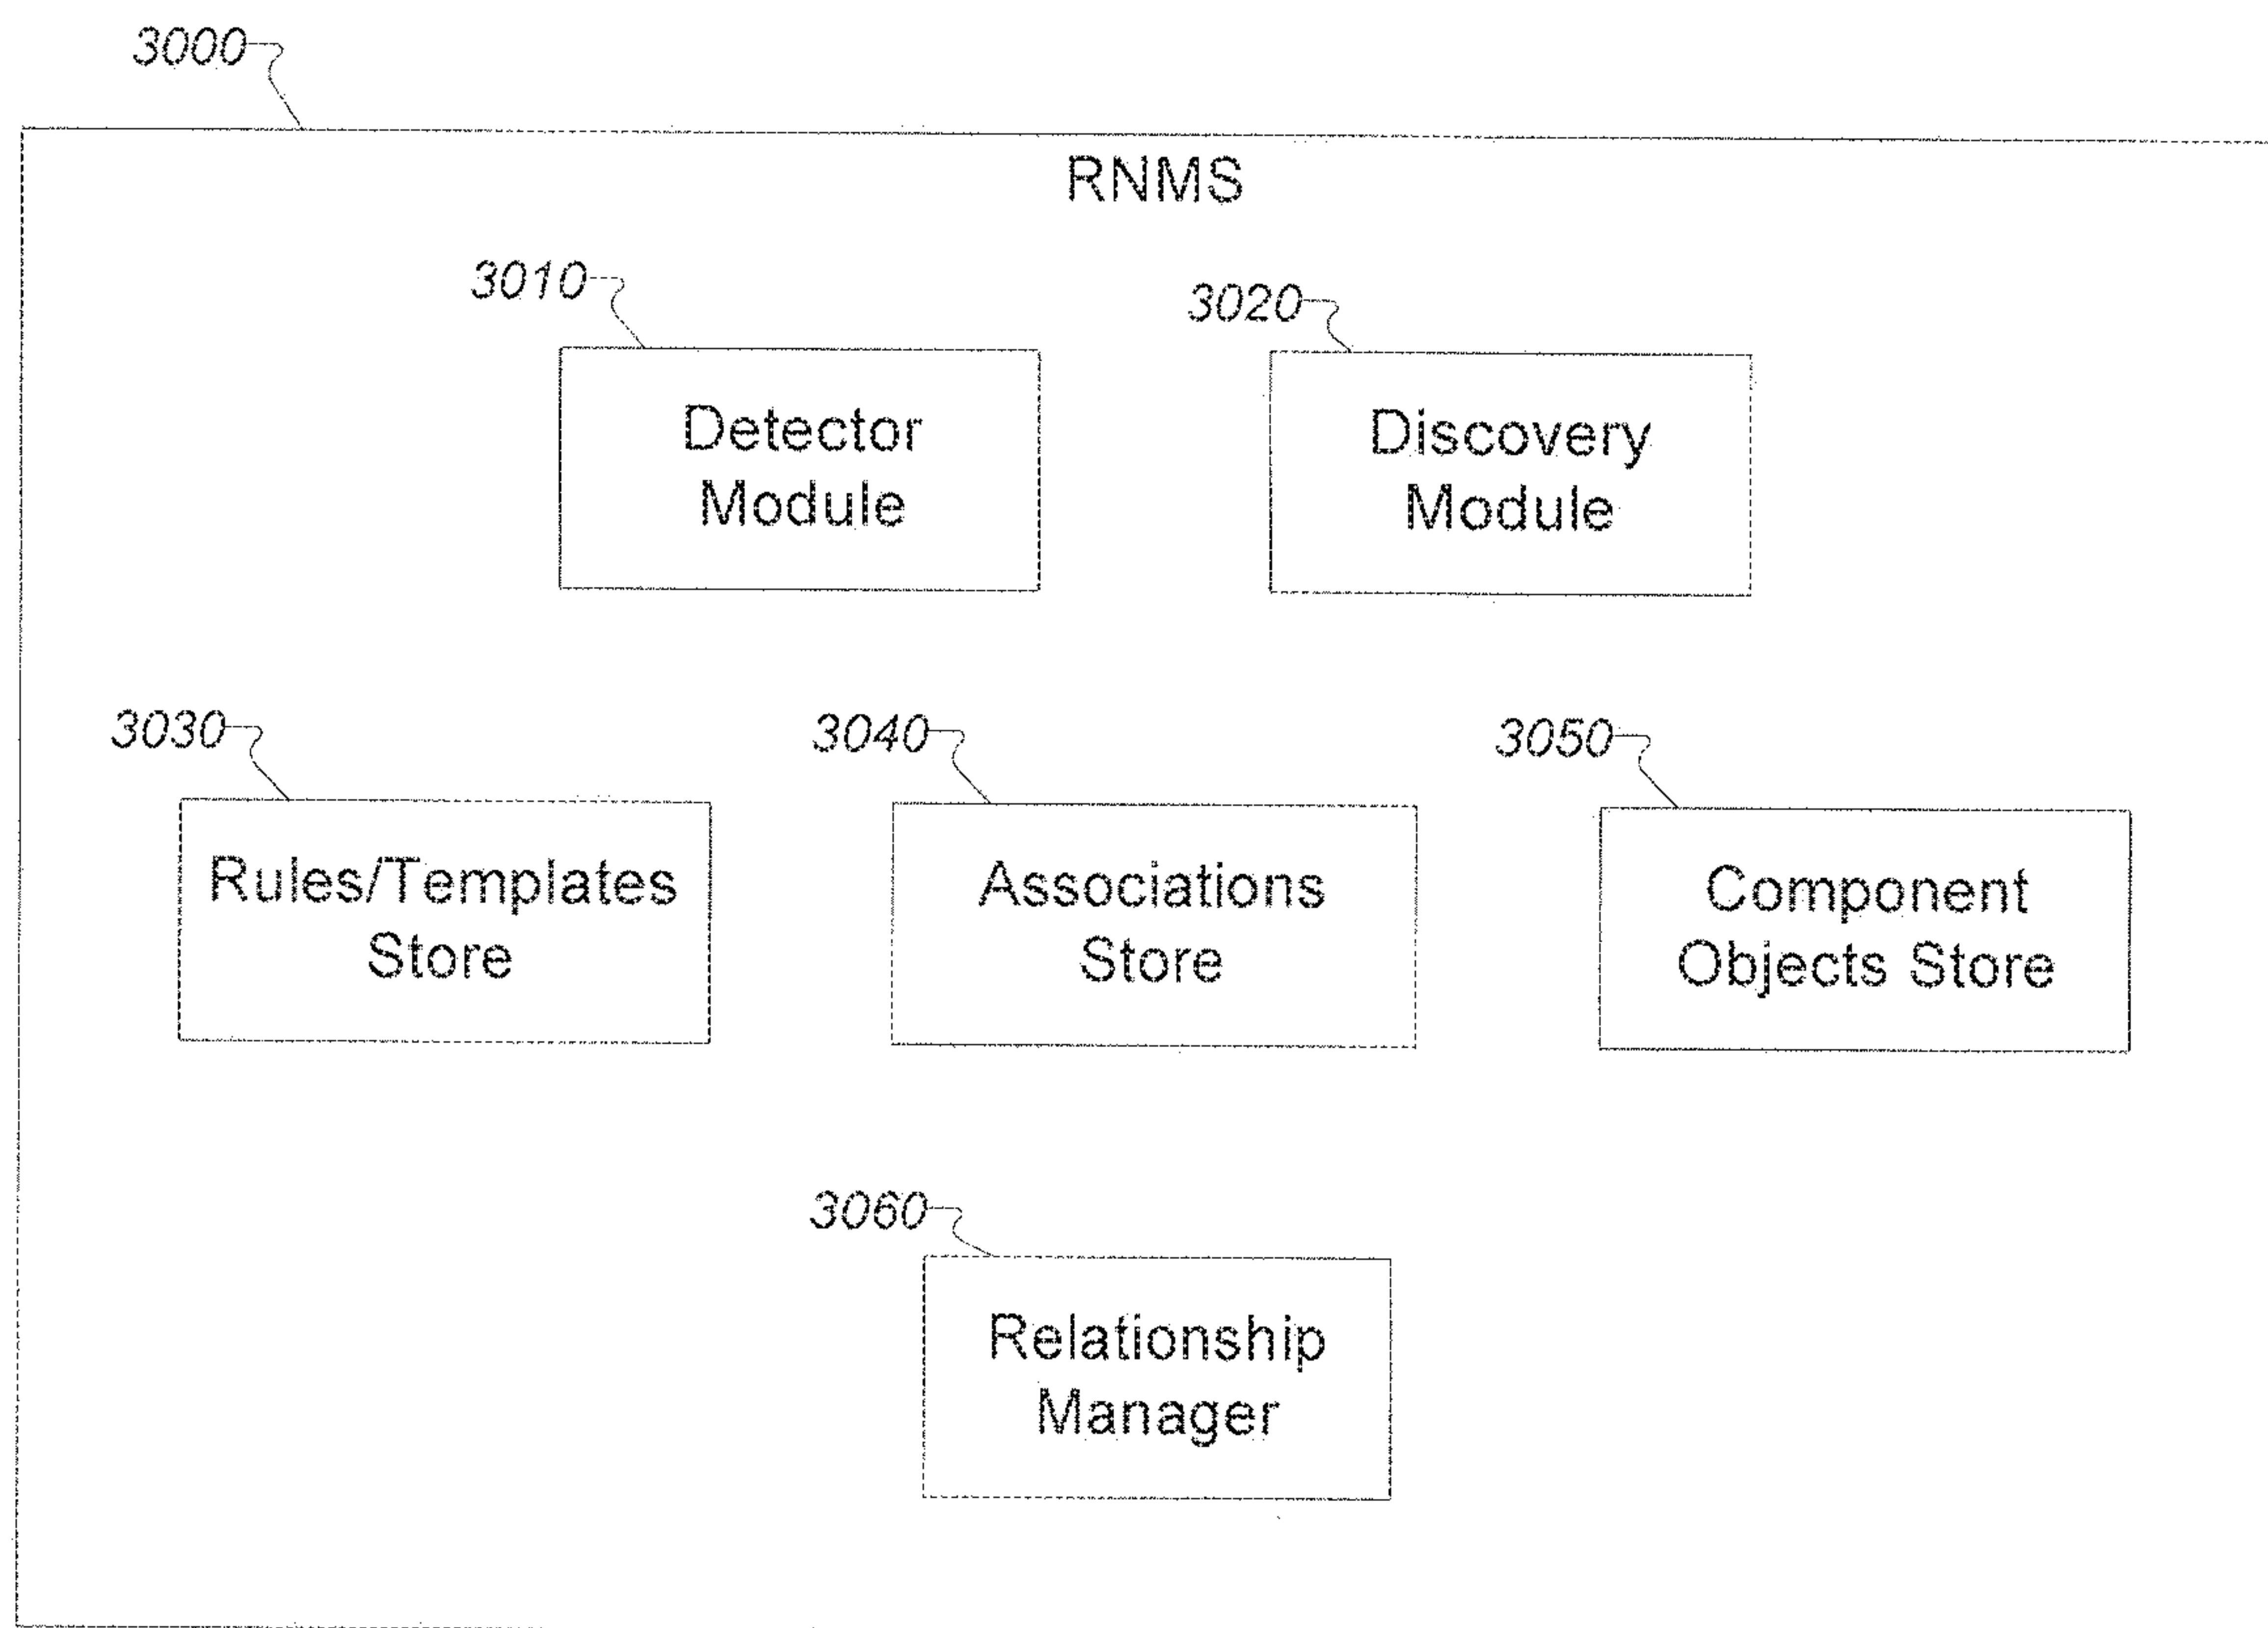 3000
RNMS
3010
Detector
Module
3020
Discovery
Module
3030
Rules/Templates
Store
3040
Associations
Store
3050
Component
Objects Store
3060
Relationship
Manager